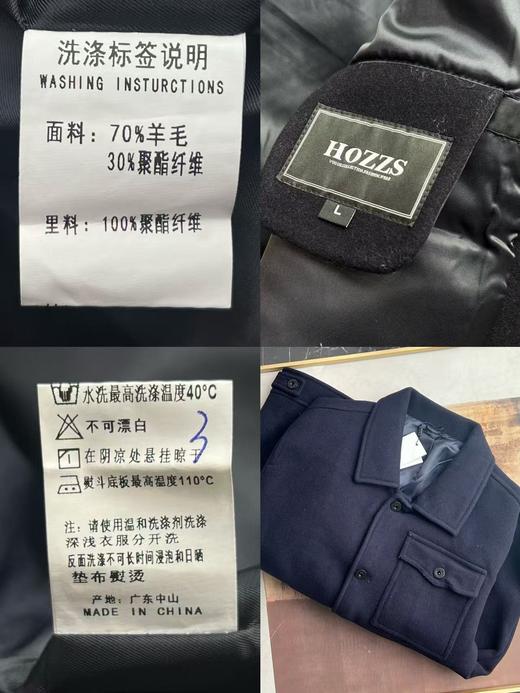 洗涤标签说明
WASHING INSTURCTIONS
面料：70%羊毛
30%聚酯纤维
里料：100%聚酯纤维
HOZZS
L
水洗最高洗涤温度40°C
不可漂白
在阴凉处悬挂晾干
熨斗底板最高温度110°C
3
注：请使用温和洗涤剂洗涤
深浅衣服分开洗
反面洗涤不可长时间浸泡和日晒
垫布熨烫
产地：广东中山
MADE IN CHINA